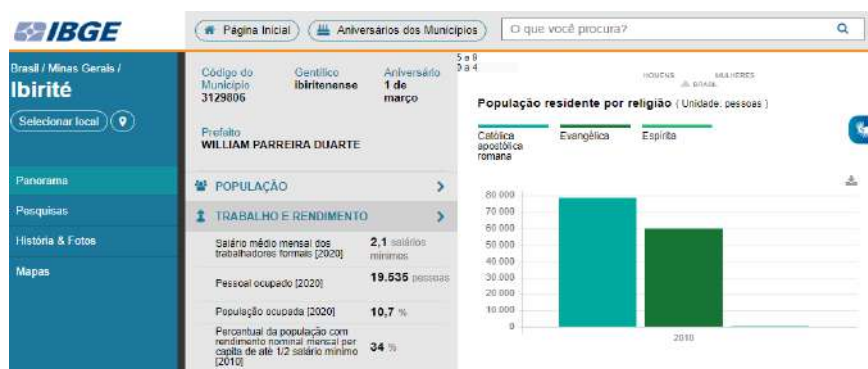 IBGE
Página Inicial
Aniversários dos Municípios
O que você procura?
Brasil / Minas Gerais /
Ibirité
Selecionar local
Panorama
Pesquisas
História & Fotos
Mapas
Código do Município
3129806
Gentílico
ibiritenense
Aniversário
1 de março
Prefeito
WILLIAM PARREIRA DUARTE
POPULAÇÃO
TRABALHO E RENDIMENTO
Salário médio mensal dos trabalhadores formais [2020]
2,1 salários mínimos
Pessoal ocupado [2020]
19.535 pessoas
População ocupada [2020]
10,7 %
Percentual da população com rendimento nominal mensal per capita de até 1/2 salário mínimo [2010]
34 %
5 a 9
0 a 4
HOMENS
MULHERES
BRASIL
População residente por religião ( Unidade: pessoas )
Católica apostólica romana
Evangélica
Espírita
80.000
70.000
60.000
50.000
40.000
30.000
20.000
10.000
0
2010